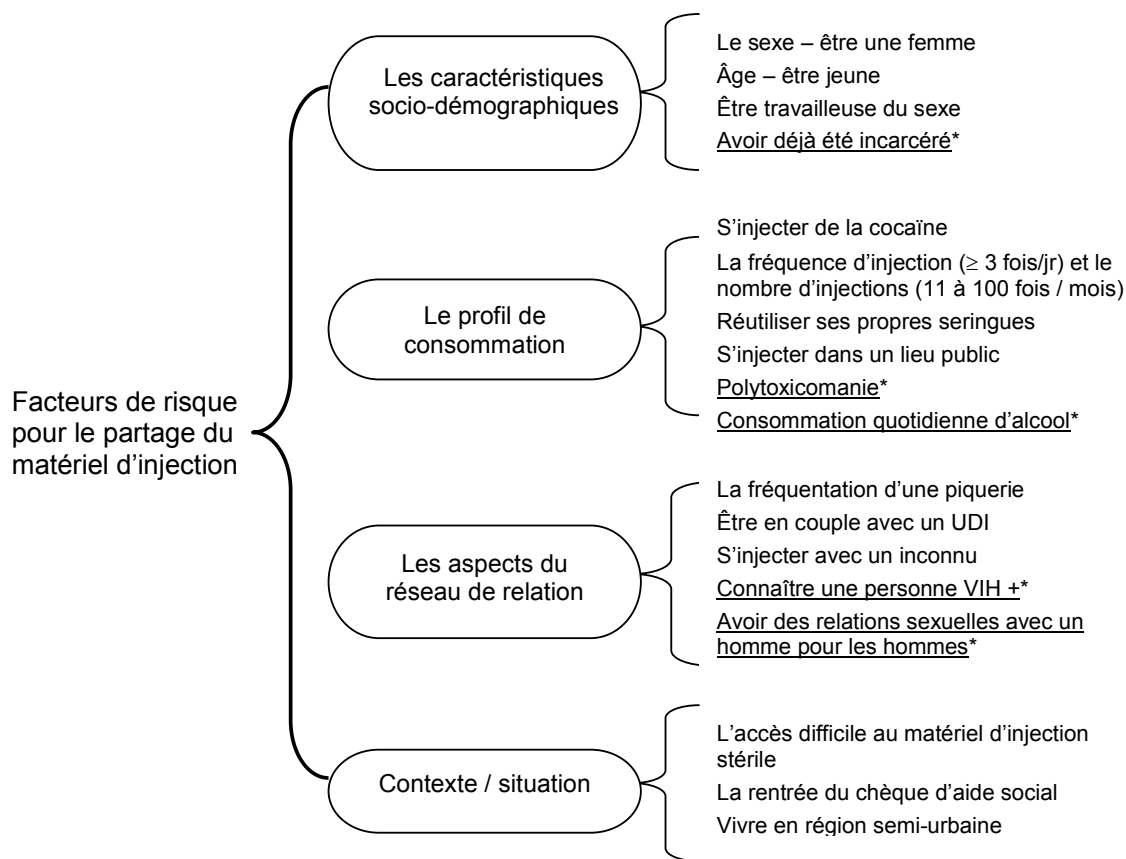 Facteurs de risque
pour le partage du
matériel d'injection
Les caractéristiques
socio-démographiques
Le sexe – être une femme
Âge – être jeune
Être travailleuse du sexe
Avoir déjà été incarcéré*
Le profil de
consommation
S'injecter de la cocaïne
La fréquence d'injection (≥ 3 fois/jr) et le
nombre d'injections (11 à 100 fois / mois)
Réutiliser ses propres seringues
S'injecter dans un lieu public
Polytoxicomanie*
Consommation quotidienne d'alcool*
Les aspects du
réseau de relation
La fréquentation d'une piquerie
Être en couple avec un UDI
S'injecter avec un inconnu
Connaître une personne VIH +*
Avoir des relations sexuelles avec un
homme pour les hommes*
Contexte / situation
L'accès difficile au matériel d'injection
stérile
La rentrée du chèque d'aide social
Vivre en région semi-urbaine